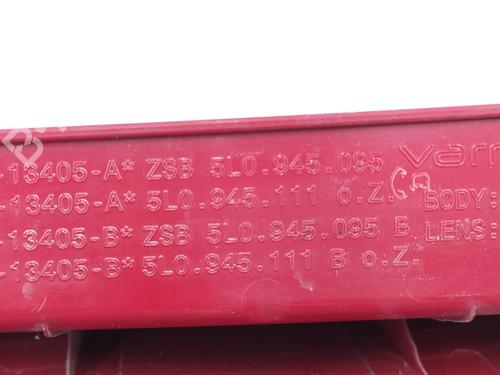 -13405-A* ZSB 5L0.945.095
-13405-A* 5L0.945.111 o.Z. BODY:
-13405-B* ZSB 5L0.945.095 B LENS:
-13405-B* 5L0.945.111 B o.Z.